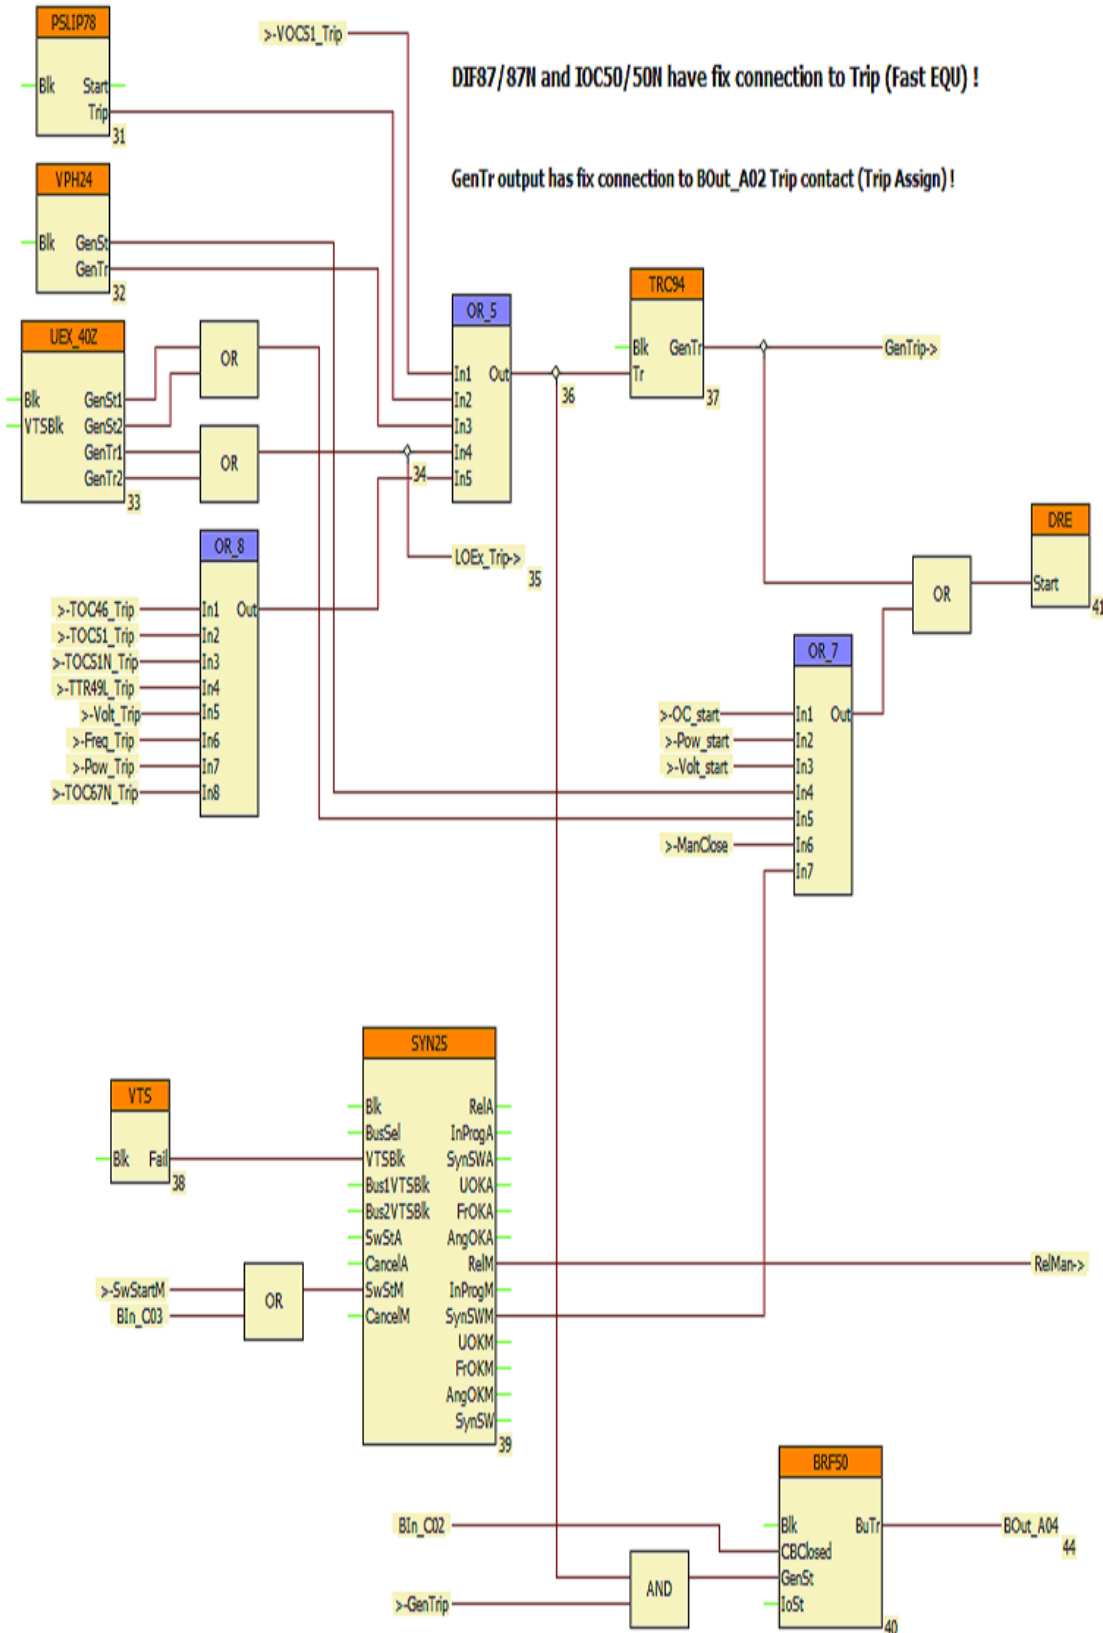 PSLIP78
>-VOC51_Trip
DIF87/87N and IOC50/50N have fix connection to Trip (Fast EQU) !
Blk Start
Trip
31
VPH24
GenTr output has fix connection to BOut_A02 Trip contact (Trip Assign) !
Blk GenSt
GenTr
32
UEX_40Z
Blk GenSt1
VTSBlk GenSt2
GenTr1
GenTr2
33
OR
OR
OR_5
In1 Out
In2
In3
In4
In5
34
36
TRC94
Blk GenTr
Tr
37
GenTrip->
LOEx_Trip->
35
OR_8
>-TOC46_Trip In1 Out
>-TOC51_Trip In2
>-TOC51N_Trip In3
>-TTR49L_Trip In4
>-Volt_Trip In5
>-Freq_Trip In6
>-Pow_Trip In7
>-TOC67N_Trip In8
OR
DRE
Start
41
OR_7
>-OC_start In1 Out
>-Pow_start In2
>-Volt_start In3
In4
In5
>-ManClose In6
In7
SYN25
VTS
Blk Fail
38
Blk RelA
BusSel InProgA
VTSBlk SynSWA
Bus1VTSBlk UOKA
Bus2VTSBlk FrOKA
SwStA AngOKA
CancelA RelM
SwStM InProgM
CancelM SynSWM
UOKM
FrOKM
AngOKM
SynSW
39
RelMan->
>-SwStartM
BIn_C03
OR
BRF50
BIn_C02
Blk BuTr
CBClosed
GenSt
IoSt
40
BOut_A04
44
AND
>-GenTrip